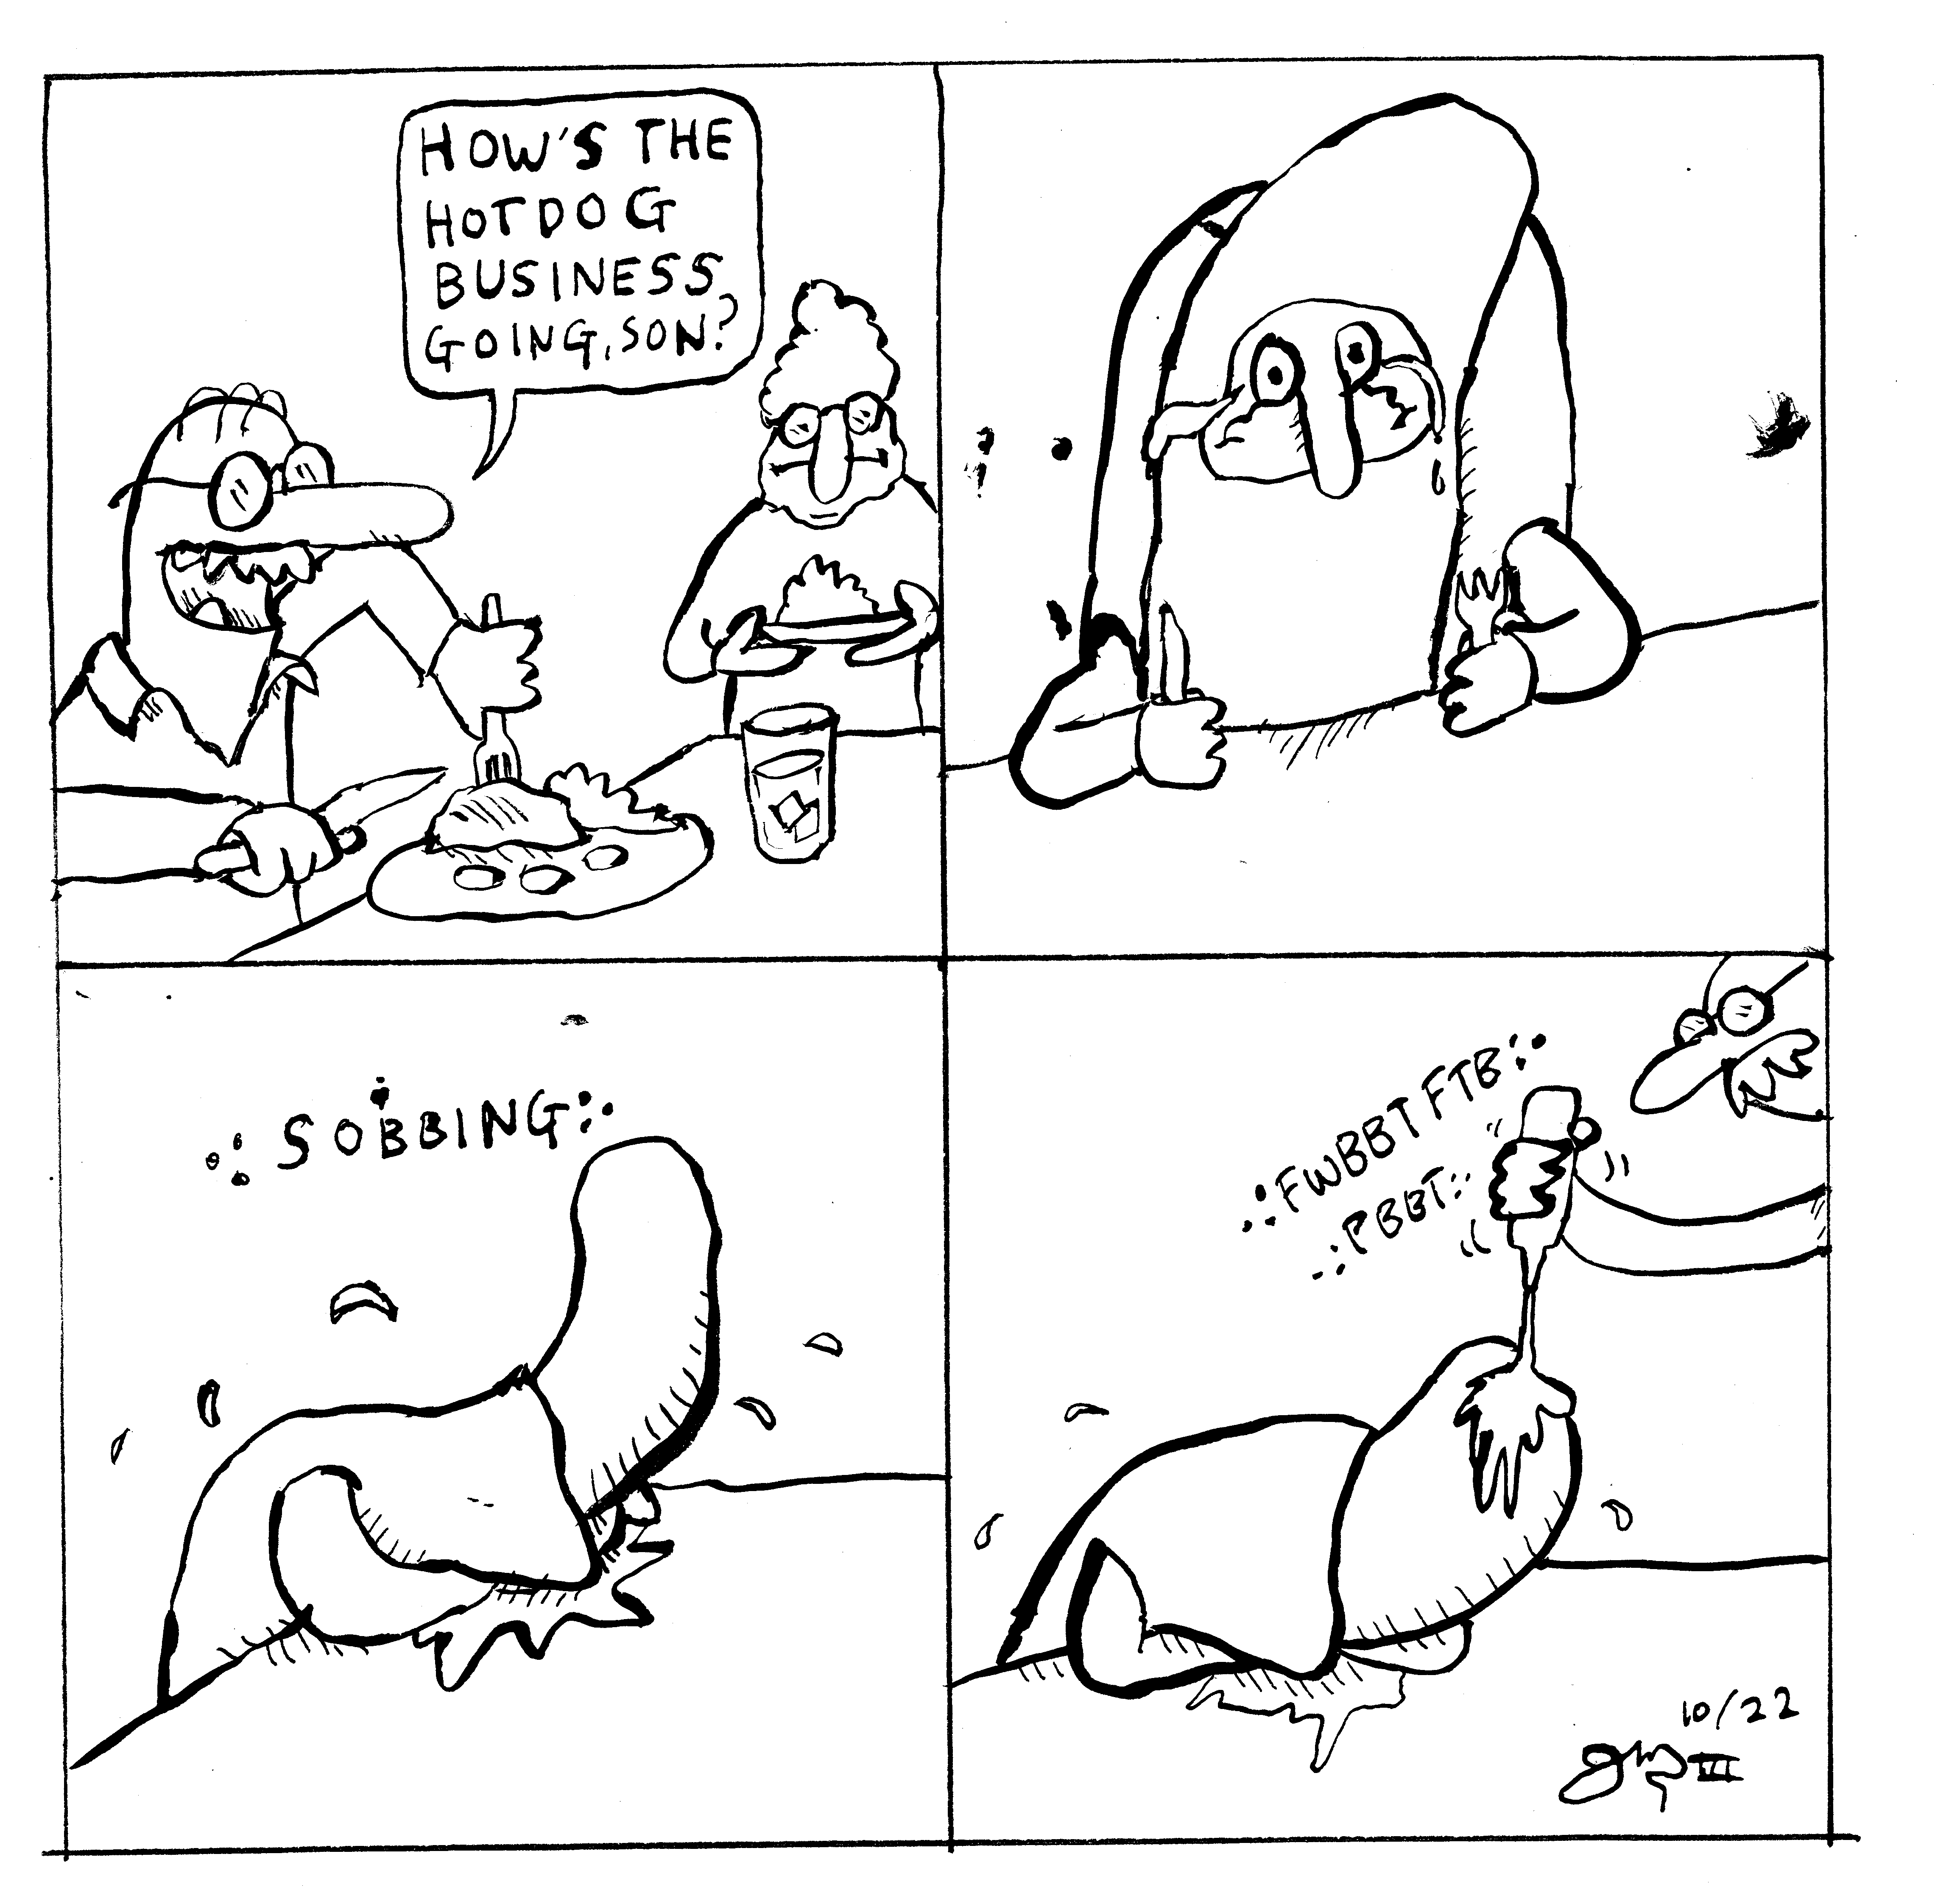 HOW'S THE
HOTDOG
BUSINESS
GOING, SON?
SOBBING
FWBBTFTB
PBBT
10/22